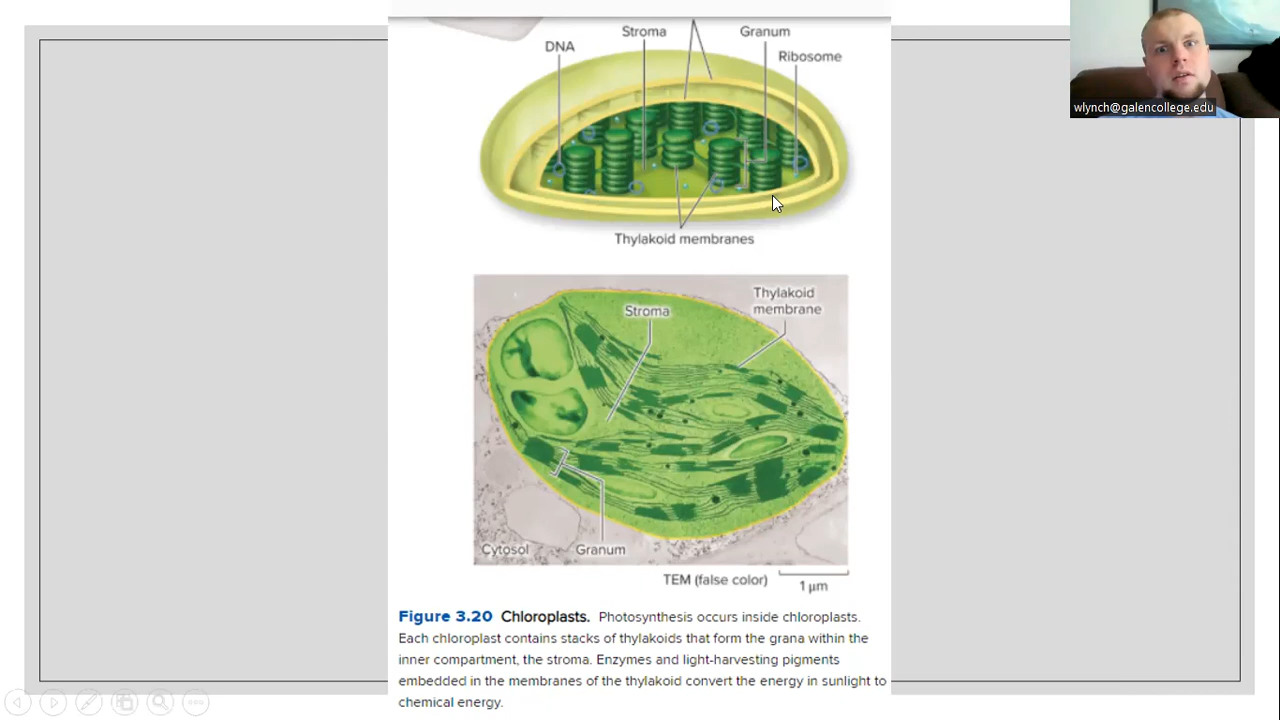 DNA
Stroma
Granum
Ribosome
Thylakoid membranes
wlynch@galencollege.edu
Stroma
Thylakoid
membrane
Cytosol
Granum
TEM (false color)
1 μm
Figure 3.20 Chloroplasts. Photosynthesis occurs inside chloroplasts.
Each chloroplast contains stacks of thylakoids that form the grana within the
inner compartment, the stroma. Enzymes and light-harvesting pigments
embedded in the membranes of the thylakoid convert the energy in sunlight to
chemical energy.